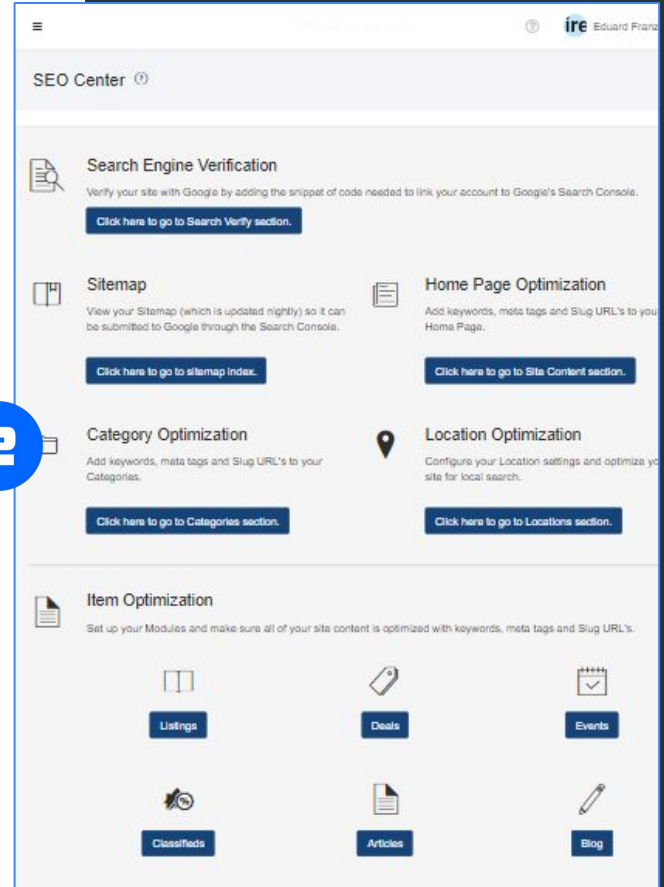 ire Eduard Franz
SEO Center
Search Engine Verification
Verify your site with Google by adding the snippet of code needed to link your account to Google's Search Console.
Click here to go to Search Verify section.
Sitemap
View your Sitemap (which is updated nightly) so it can
be submitted to Google through the Search Console.
Click here to go to sitemap index.
Home Page Optimization
Add keywords, meta tags and Slug URL's to you
Home Page.
Click here to go to Site Content section.
2
Category Optimization
Add keywords, meta tags and Slug URL's to your
Categories.
Click here to go to Categories section.
Location Optimization
Configure your Location settings and optimize yo
site for local search.
Click here to go to Locations section.
Item Optimization
Set up your Modules and make sure all of your site content is optimized with keywords, meta tags and Slug URL's.
Listings
Deals
Events
Classifieds
Articles
Blog